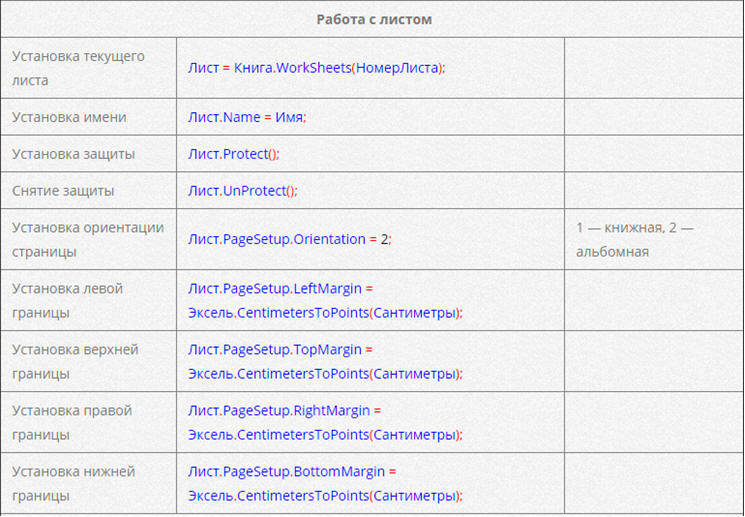 Работа с листом
Установка текущего
листа
Лист = Книга.WorkSheets(НомерЛиста);
Установка имени
Лист.Name = Имя;
Установка защиты
Лист.Protect();
Снятие защиты
Лист.UnProtect();
Установка ориентации
страницы
Лист.PageSetup.Orientation = 2;
1 — книжная, 2 —
альбомная
Установка левой
границы
Лист.PageSetup.LeftMargin =
Эксель.CentimetersToPoints(Сантиметры);
Установка верхней
границы
Лист.PageSetup.TopMargin =
Эксель.CentimetersToPoints(Сантиметры);
Установка правой
границы
Лист.PageSetup.RightMargin =
Эксель.CentimetersToPoints(Сантиметры);
Установка нижней
границы
Лист.PageSetup.BottomMargin =
Эксель.CentimetersToPoints(Сантиметры);